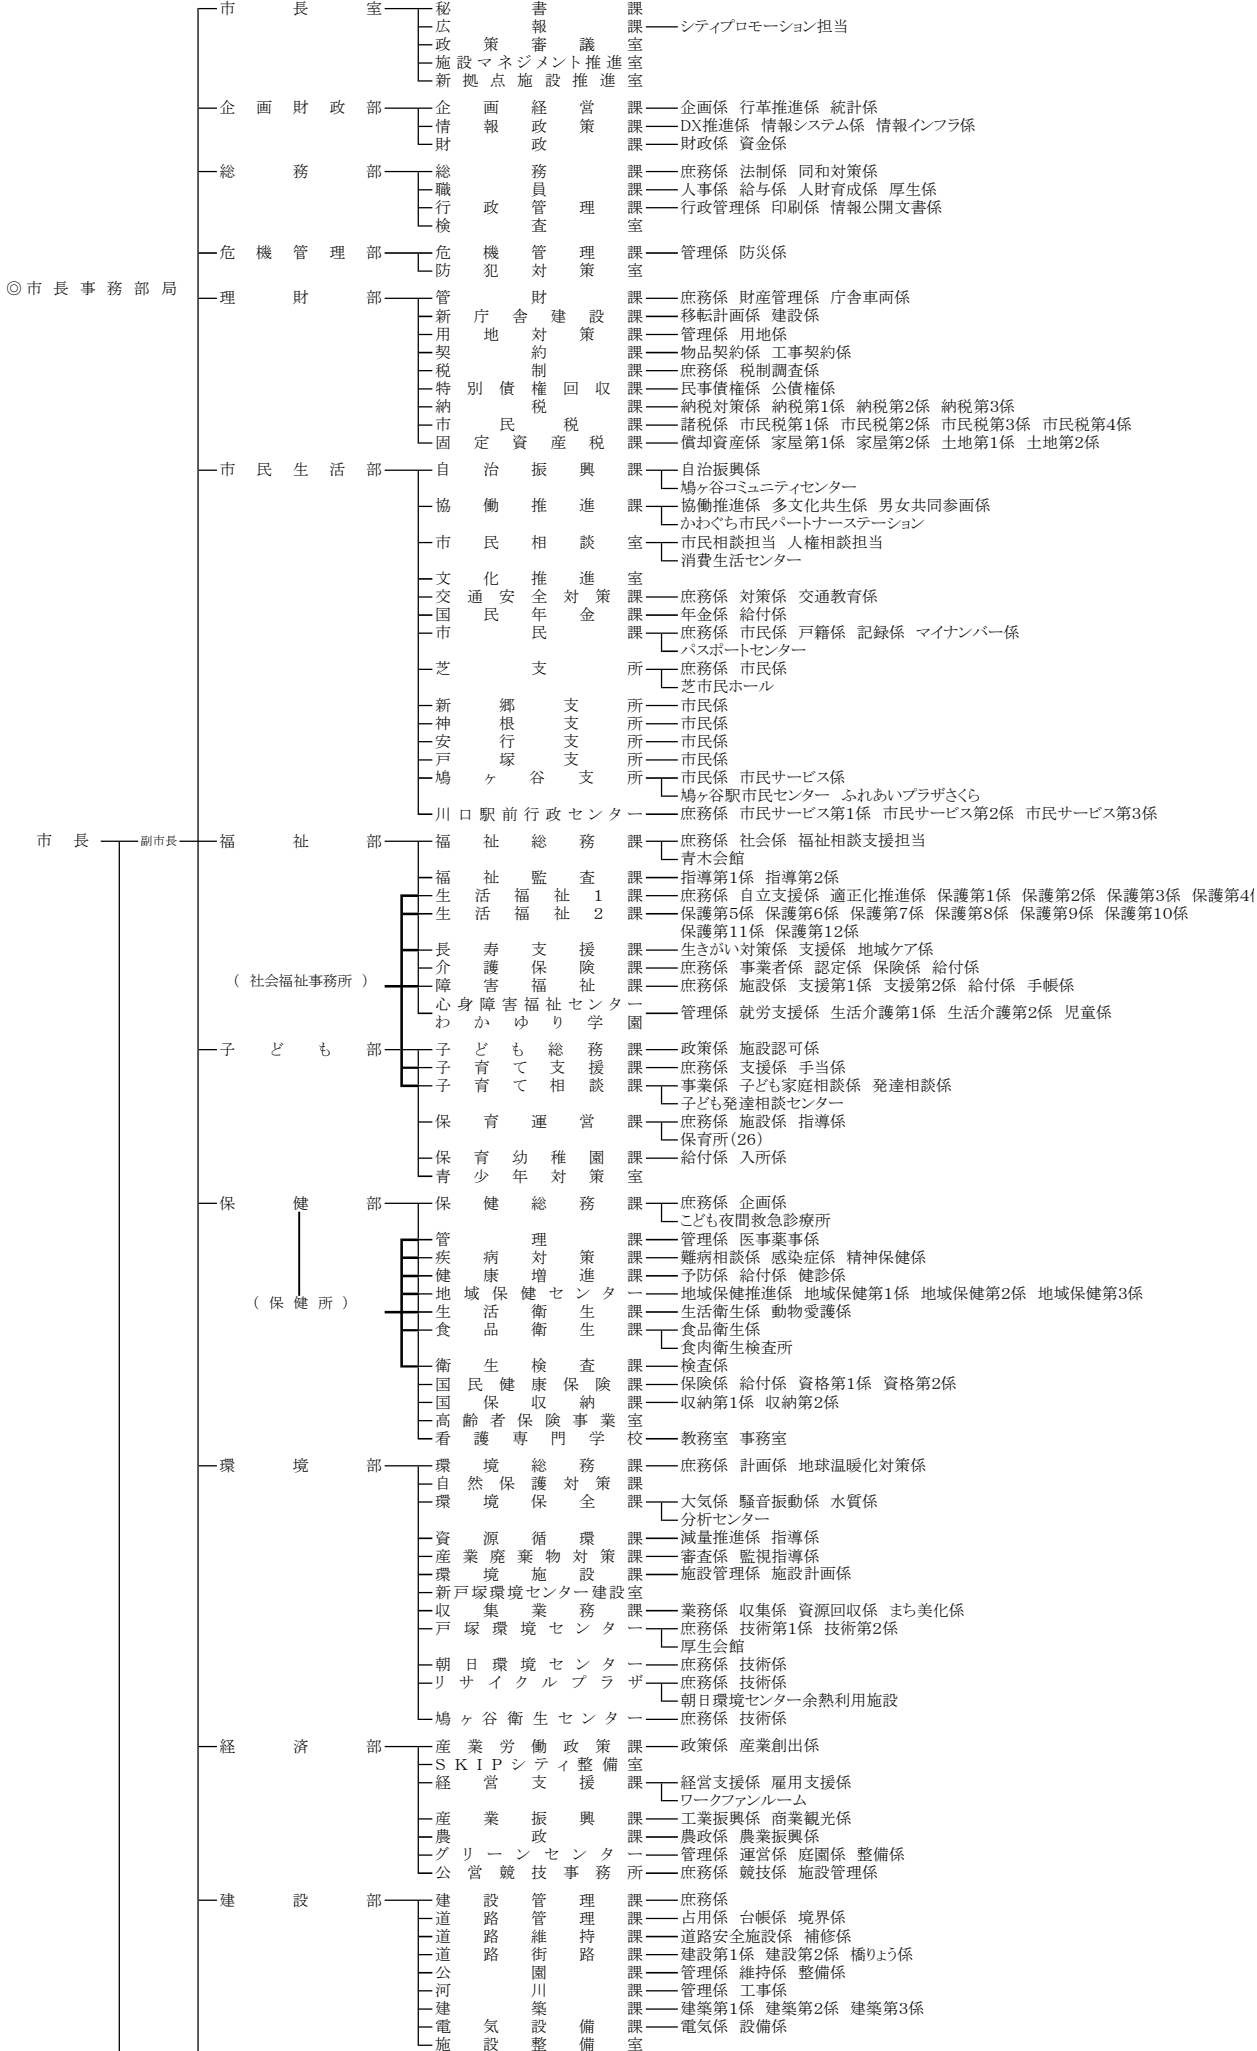 市長室 秘書課
広報課 シティプロモーション担当
政策審議室
施設マネジメント推進室
新拠点施設推進室
企画財政部 企画経営課 企画係 行革推進係 統計係
情報政策課 DX推進係 情報システム係 情報インフラ係
財政課 財政係 資金係
総務部 総務課 庶務係 法制係 同和対策係
職員課 人事係 給与係 人財育成係 厚生係
行政管理課 行政管理係 印刷係 情報公開文書係
検査室
危機管理部 危機管理課 管理係 防災係
防犯対策室
◎市長事務部局
理財部 管財課 庶務係 財産管理係 庁舎車両係
新庁舎建設課 移転計画係 建設係
用地対策課 管理係 用地係
契約課 物品契約係 工事契約係
税制課 庶務係 税制調査係
特別債権回収課 民事債権係 公債権係
納税課 納税対策係 納税第1係 納税第2係 納税第3係
市民税課 諸税係 市民税第1係 市民税第2係 市民税第3係 市民税第4係
固定資産税課 償却資産係 家屋第1係 家屋第2係 土地第1係 土地第2係
市民生活部 自治振興課 自治振興係
鳩ヶ谷コミュニティセンター
協働推進課 協働推進係 多文化共生係 男女共同参画係
かわぐち市民パートナーステーション
市民相談室 市民相談担当 人権相談担当
消費生活センター
文化推進室
交通安全対策課 庶務係 対策係 交通教育係
国民年金課 年金係 給付係
市民課 庶務係 市民係 戸籍係 記録係 マイナンバー係
パスポートセンター
芝支所 庶務係 市民係
芝市民ホール
新郷支所 市民係
神根支所 市民係
安行支所 市民係
戸塚支所 市民係
鳩ヶ谷支所 市民係 市民サービス係
鳩ヶ谷駅市民センター ふれあいプラザさくら
川口駅前行政センター 庶務係 市民サービス第1係 市民サービス第2係 市民サービス第3係
市長 副市長 福祉部 福祉総務課 庶務係 社会係 福祉相談支援担当
青木会館
福祉監査課 指導第1係 指導第2係
生活福祉1課 庶務係 自立支援係 適正化推進係 保護第1係 保護第2係 保護第3係 保護第4係
生活福祉2課 保護第5係 保護第6係 保護第7係 保護第8係 保護第9係 保護第10係
保護第11係 保護第12係
長寿支援課 生きがい対策係 支援係 地域ケア係
介護保険課 庶務係 事業者係 認定係 保険係 給付係
(社会福祉事務所)
障害福祉課 庶務係 施設係 支援第1係 支援第2係 給付係 手帳係
心身障害福祉センター
わかゆり学園 管理係 就労支援係 生活介護第1係 生活介護第2係 児童係
子ども部 子ども総務課 政策係 施設認可係
子育て支援課 庶務係 支援係 手当係
子育て相談課 事業係 子ども家庭相談係 発達相談係
子ども発達相談センター
保育運営課 庶務係 施設係 指導係
保育所(26)
保育幼稚園課 給付係 入所係
青少年対策室
保健部 保健総務課 庶務係 企画係
こども夜間救急診療所
管理課 管理係 医事薬事係
疾病対策課 難病相談係 感染症係 精神保健係
健康増進課 予防係 給付係 健診係
地域保健センター 地域保健推進係 地域保健第1係 地域保健第2係 地域保健第3係
(保健所)
生活衛生課 生活衛生係 動物愛護係
食品衛生課 食品衛生係
食肉衛生検査所
衛生検査課 検査係
国民健康保険課 保険係 給付係 資格第1係 資格第2係
国保収納課 収納第1係 収納第2係
高齢者保険事業室
看護専門学校 教務室 事務室
環境部 環境総務課 庶務係 計画係 地球温暖化対策係
自然保護対策課
環境保全課 大気係 騒音振動係 水質係
分析センター
資源循環課 減量推進係 指導係
産業廃棄物対策課 審査係 監視指導係
環境施設課 施設管理係 施設計画係
新戸塚環境センター建設室
収集業務課 業務係 収集係 資源回収係 まち美化係
戸塚環境センター 庶務係 技術第1係 技術第2係
厚生会館
朝日環境センター 庶務係 技術係
リサイクルプラザ 庶務係 技術係
朝日環境センター余熱利用施設
鳩ヶ谷衛生センター 庶務係 技術係
経済部 産業労働政策課 政策係 産業創出係
SKIPシティ整備室
経営支援課 経営支援係 雇用支援係
ワークファンルーム
産業振興課 工業振興係 商業観光係
農政課 農政係 農業振興係
グリーンセンター 管理係 運営係 庭園係 整備係
公営競技事務所 庶務係 競技係 施設管理係
建設部 建設管理課 庶務係
道路管理課 占用係 台帳係 境界係
道路維持課 道路安全施設係 補修係
道路街路課 建設第1係 建設第2係 橋りょう係
公園課 管理係 維持係 整備係
河川課 管理係 工事係
建築課 建築第1係 建築第2係 建築第3係
電気設備課 電気係 設備係
施設整備室